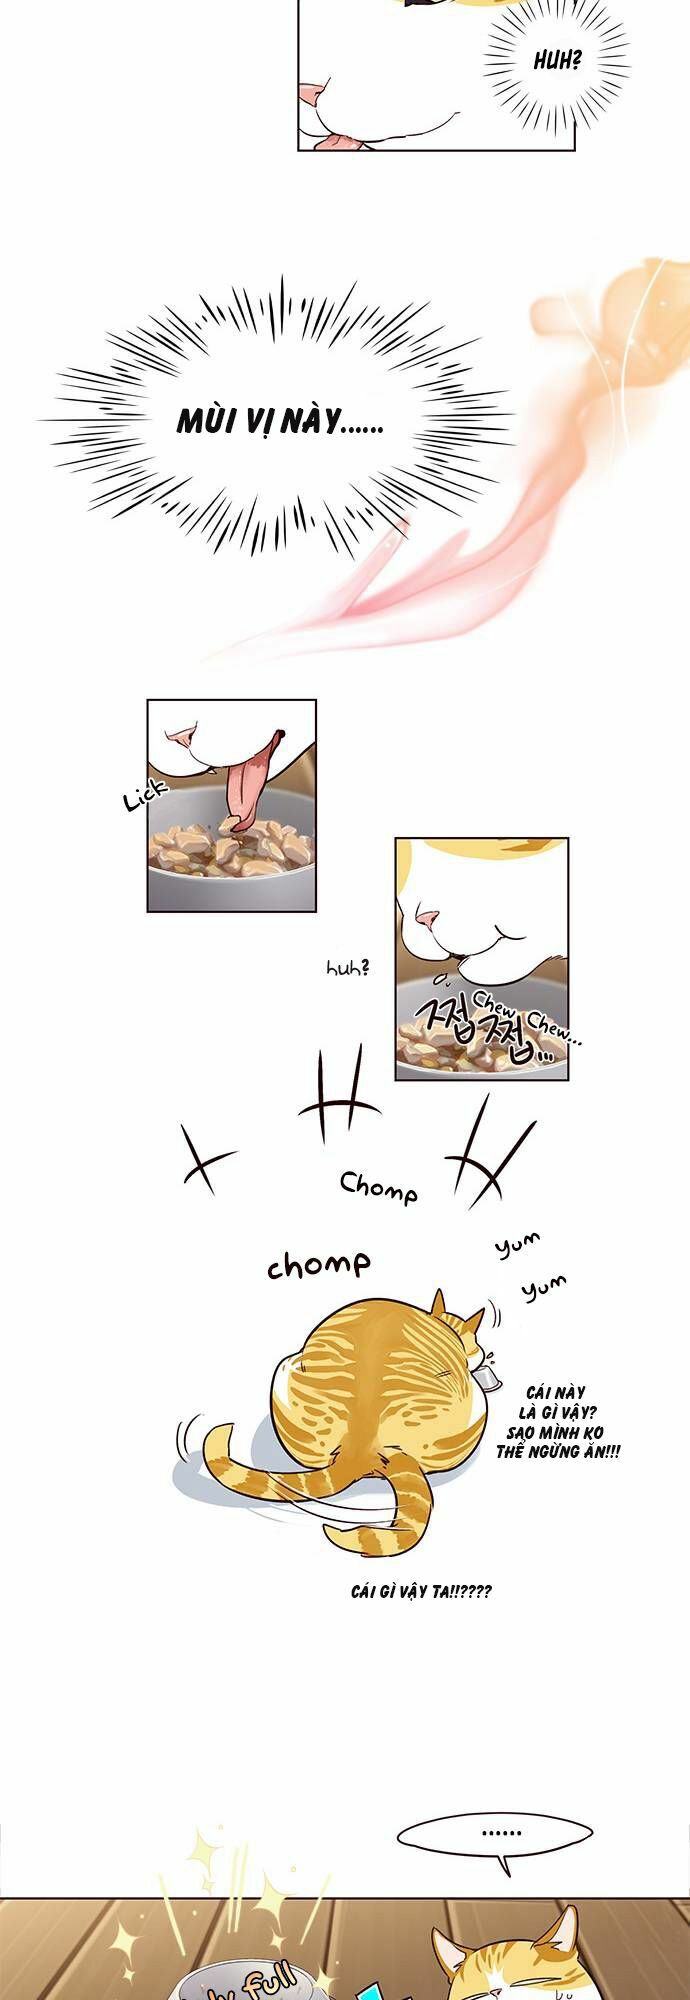 HUH?
MÙI VỊ NÀY......
Lick
huh?
쩝쩝...
Chew Chew...
Chomp
chomp
yum
yum
CÁI NÀY
LÀ GÌ VẬY?
SAO MÌNH KO
THỂ NGỪNG ĂN!!!
CÁI GÌ VẬY TA!!????
......
full